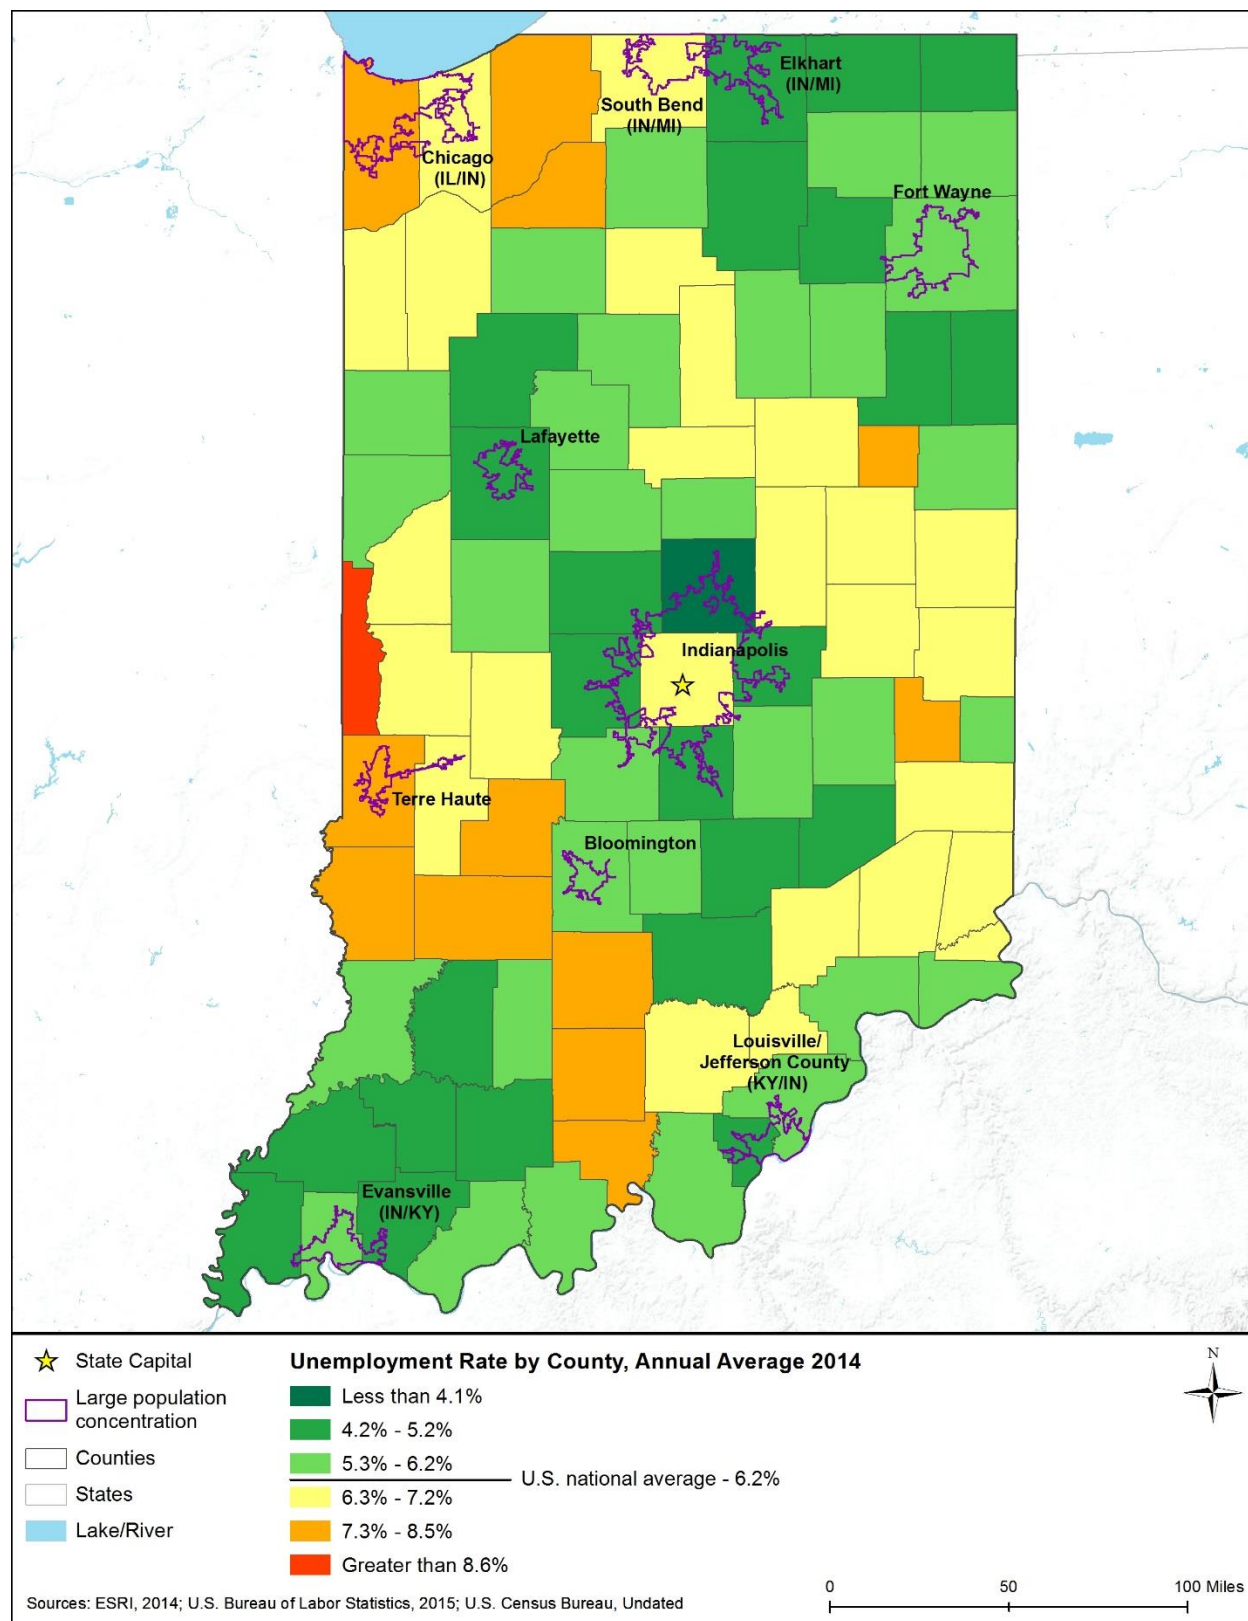 Elkhart
(IN/MI)
South Bend
(IN/MI)
Chicago
(IL/IN)
Fort Wayne
Lafayette
Indianapolis
Terre Haute
Bloomington
Louisville/
Jefferson County
(KY/IN)
Evansville
(IN/KY)
State Capital
Large population
concentration
Counties
States
Lake/River
Unemployment Rate by County, Annual Average 2014
Less than 4.1%
4.2% - 5.2%
5.3% - 6.2%
U.S. national average - 6.2%
6.3% - 7.2%
7.3% - 8.5%
Greater than 8.6%
N
0 50 100 Miles
Sources: ESRI, 2014; U.S. Bureau of Labor Statistics, 2015; U.S. Census Bureau, Undated